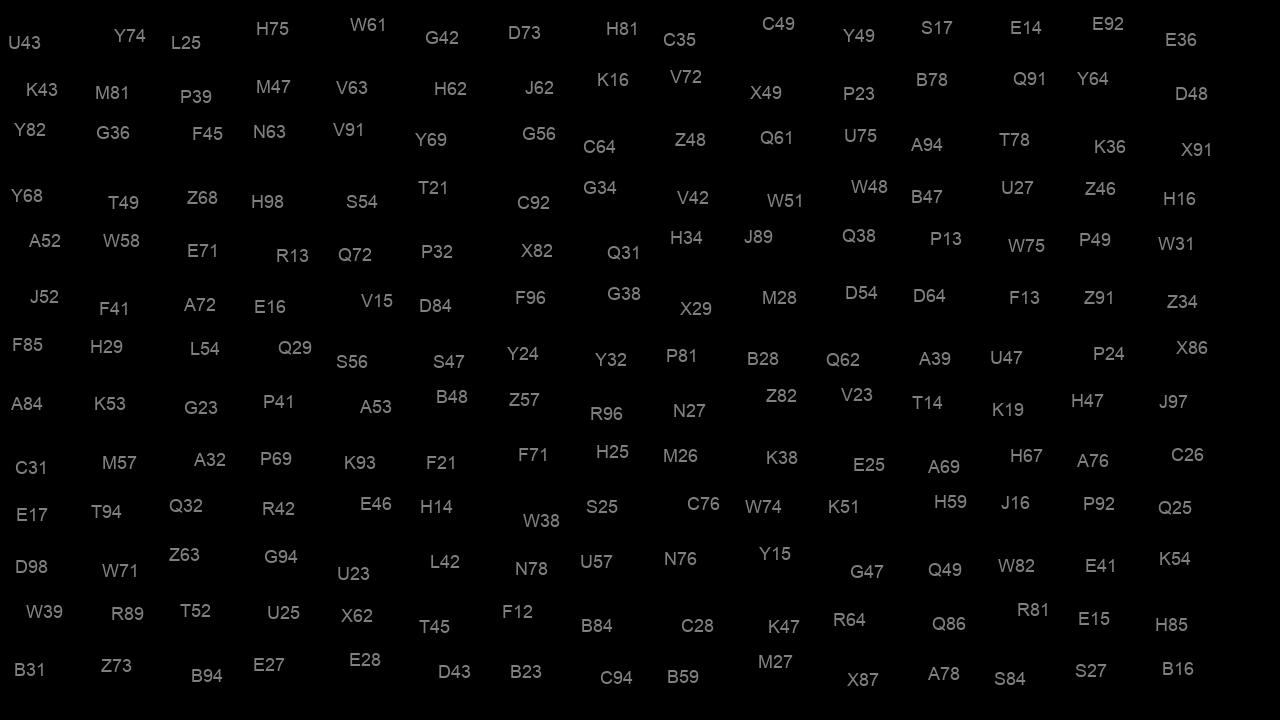 U43 Y74 L25 H75 W61 G42 D73 H81 C35 C49 Y49 S17 E14 E92 E36
K43 M81 P39 M47 V63 H62 J62 K16 V72 X49 P23 B78 Q91 Y64 D48
Y82 G36 F45 N63 V91 Y69 G56 C64 Z48 Q61 U75 A94 T78 K36 X91
Y68 T49 Z68 H98 S54 T21 C92 G34 V42 W51 W48 B47 U27 Z46 H16
A52 W58 E71 R13 Q72 P32 X82 Q31 H34 J89 Q38 P13 W75 P49 W31
J52 F41 A72 E16 V15 D84 F96 G38 X29 M28 D54 D64 F13 Z91 Z34
F85 H29 L54 Q29 S56 S47 Y24 Y32 P81 B28 Q62 A39 U47 P24 X86
A84 K53 G23 P41 A53 B48 Z57 R96 N27 Z82 V23 T14 K19 H47 J97
C31 M57 A32 P69 K93 F21 F71 H25 M26 K38 E25 A69 H67 A76 C26
E17 T94 Q32 R42 E46 H14 W38 S25 C76 W74 K51 H59 J16 P92 Q25
D98 W71 Z63 G94 U23 L42 N78 U57 N76 Y15 G47 Q49 W82 E41 K54
W39 R89 T52 U25 X62 T45 F12 B84 C28 K47 R64 Q86 R81 E15 H85
B31 Z73 B94 E27 E28 D43 B23 C94 B59 M27 X87 A78 S84 S27 B16